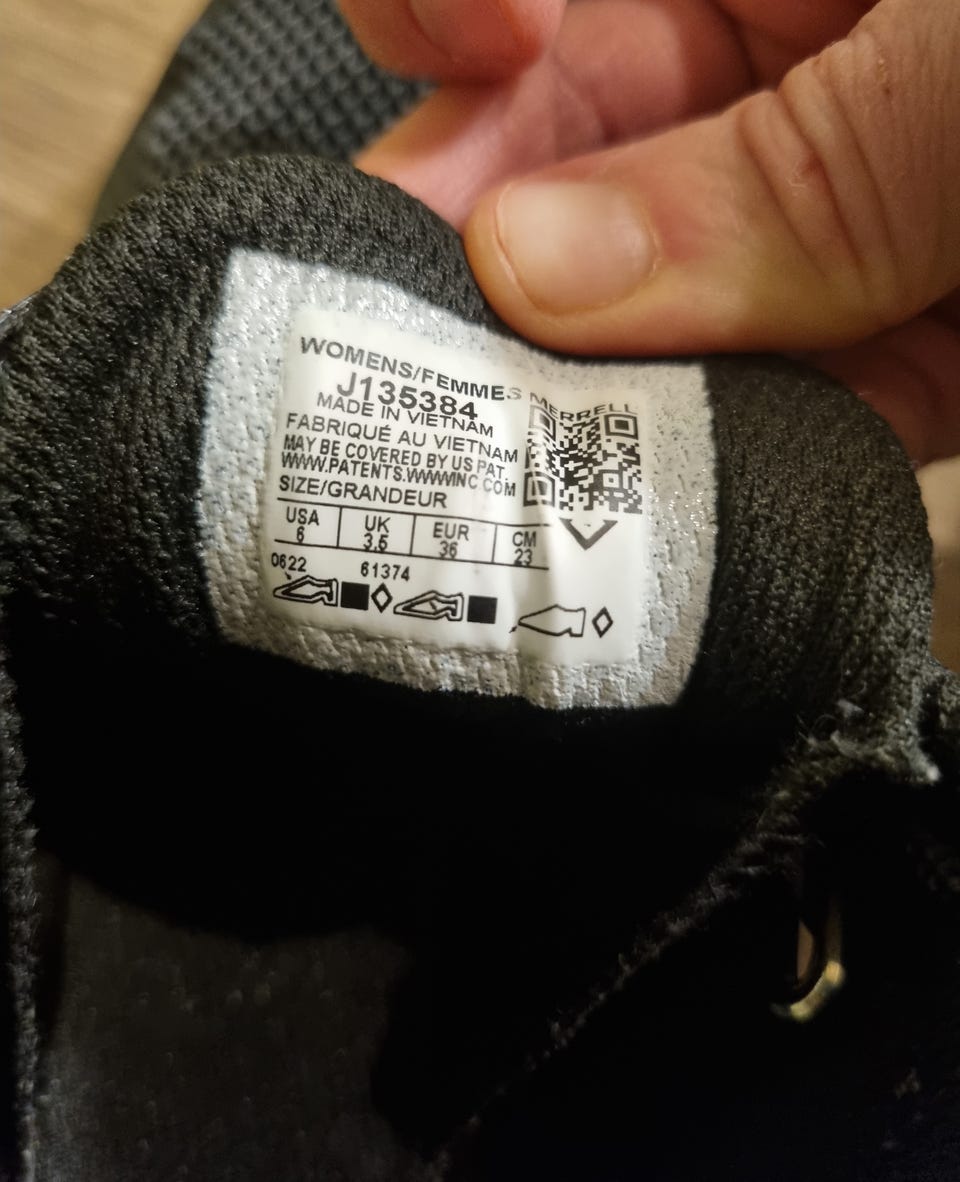 WOMENS/FEMMES MERRELL
J135384
MADE IN VIETNAM
FABRIQUÉ AU VIETNAM
MAY BE COVERED BY US PAT.
WWW.PATENTS.WWWINC.COM
SIZE/GRANDEUR
USA UK EUR CM
6 3.5 36 23
0622 61374